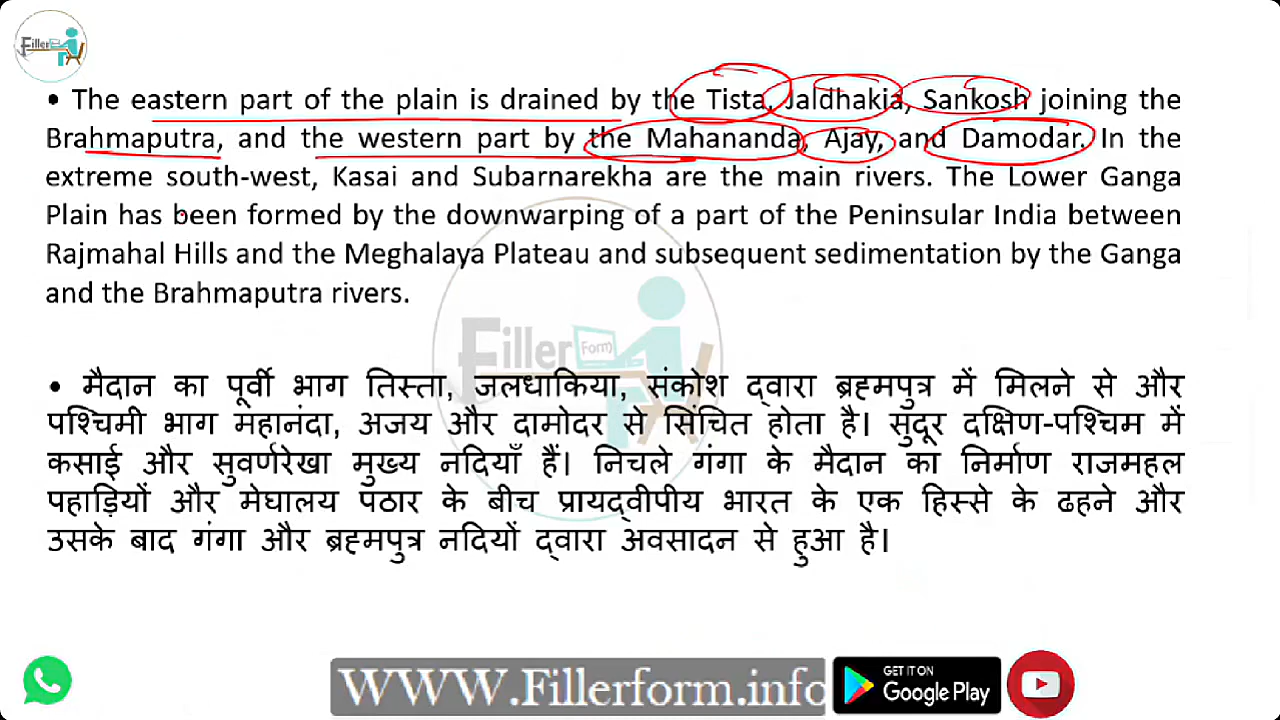 Filler
• The eastern part of the plain is drained by the Tista, Jaldhakia, Sankosh joining the
Brahmaputra, and the western part by the Mahananda, Ajay, and Damodar. In the
extreme south-west, Kasai and Subarnarekha are the main rivers. The Lower Ganga
Plain has been formed by the downwarping of a part of the Peninsular India between
Rajmahal Hills and the Meghalaya Plateau and subsequent sedimentation by the Ganga
and the Brahmaputra rivers.
Filler Form
• मैदान का पूर्वी भाग तिस्ता, जलधाकिया, संकोश द्वारा ब्रह्मपुत्र में मिलने से और
पश्चिमी भाग महानंदा, अजय और दामोदर से सिंचित होता है। सुदूर दक्षिण-पश्चिम में
कसाई और सुवर्णरेखा मुख्य नदियाँ हैं। निचले गंगा के मैदान का निर्माण राजमहल
पहाड़ियों और मेघालय पठार के बीच प्रायद्वीपीय भारत के एक हिस्से के ढहने और
उसके बाद गंगा और ब्रह्मपुत्र नदियों द्वारा अवसादन से हुआ है।
WWW.Fillerform.info
GET IT ON
Google Play